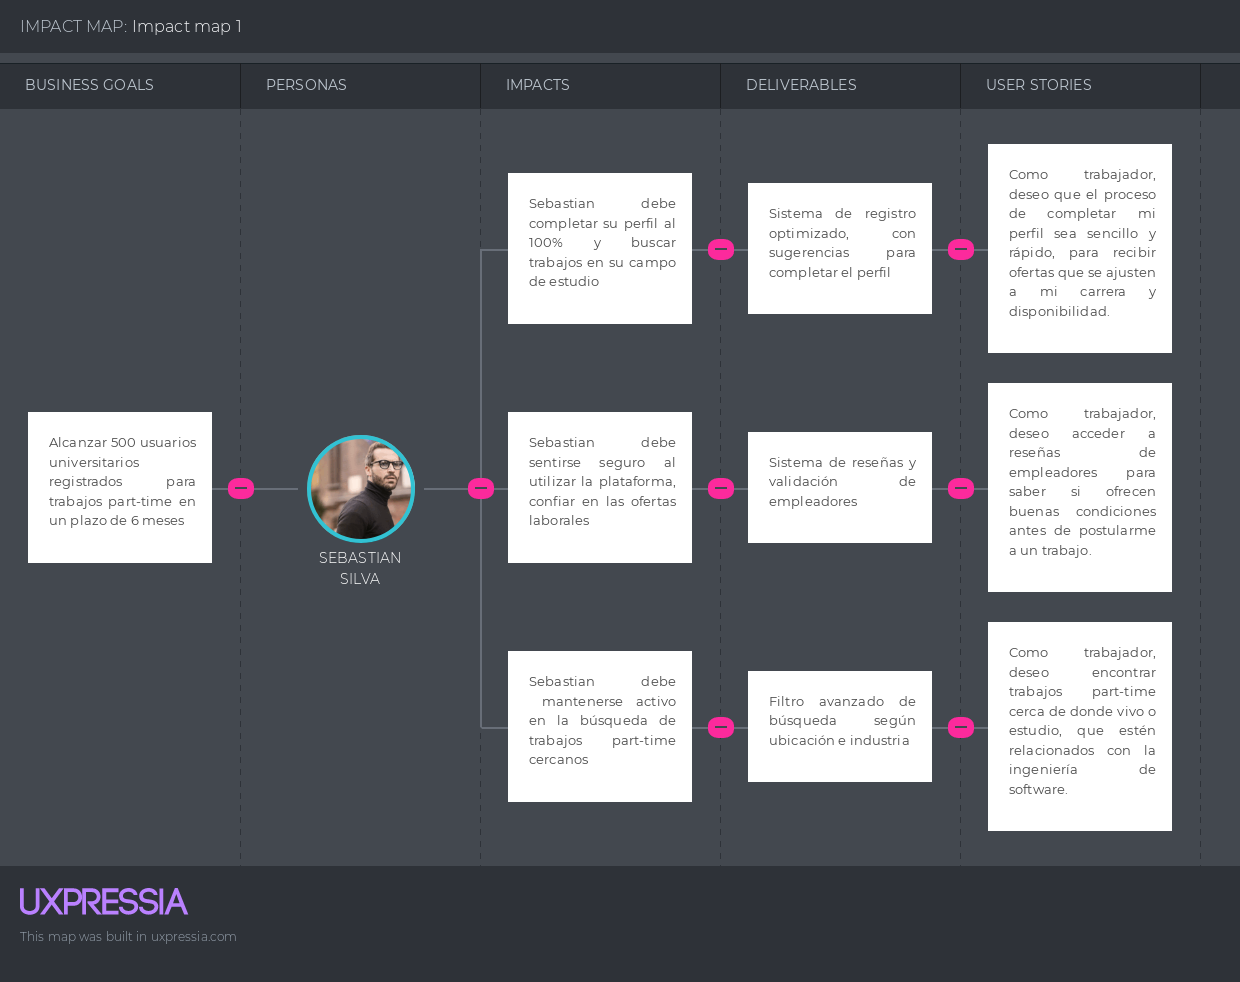 IMPACT MAP: Impact map 1
BUSINESS GOALS
PERSONAS
IMPACTS
DELIVERABLES
USER STORIES
Alcanzar 500 usuarios
universitarios
registrados para
trabajos part-time en
un plazo de 6 meses
SEBASTIAN
SILVA
Sebastian debe
completar su perfil al
100% y buscar
trabajos en su campo
de estudio
Sistema de registro
optimizado, con
sugerencias para
completar el perfil
Como trabajador,
deseo que el proceso
de completar mi
perfil sea sencillo y
rápido, para recibir
ofertas que se ajusten
a mi carrera y
disponibilidad.
Sebastian debe
sentirse seguro al
utilizar la plataforma,
confiar en las ofertas
laborales
Sistema de reseñas y
validación de
empleadores
Como trabajador,
deseo acceder a
reseñas de
empleadores para
saber si ofrecen
buenas condiciones
antes de postularme
a un trabajo.
Sebastian debe
mantenerse activo
en la búsqueda de
trabajos part-time
cercanos
Filtro avanzado de
búsqueda según
ubicación e industria
Como trabajador,
deseo encontrar
trabajos part-time
cerca de donde vivo o
estudio, que estén
relacionados con la
ingeniería de
software.
UXPRESSIA
This map was built in uxpressia.com